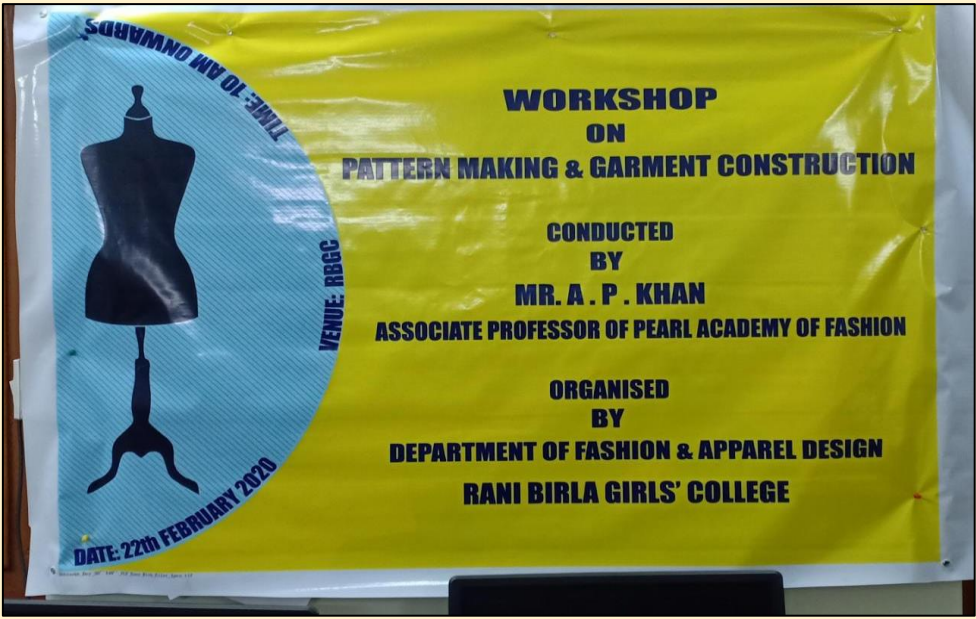 TIME: 10 AM ONWARDS
VENUE: RBGC
DATE: 22th FEBRUARY 2020
WORKSHOP
ON
PATTERN MAKING & GARMENT CONSTRUCTION
CONDUCTED
BY
MR. A . P . KHAN
ASSOCIATE PROFESSOR OF PEARL ACADEMY OF FASHION
ORGANISED
BY
DEPARTMENT OF FASHION & APPAREL DESIGN
RANI BIRLA GIRLS' COLLEGE